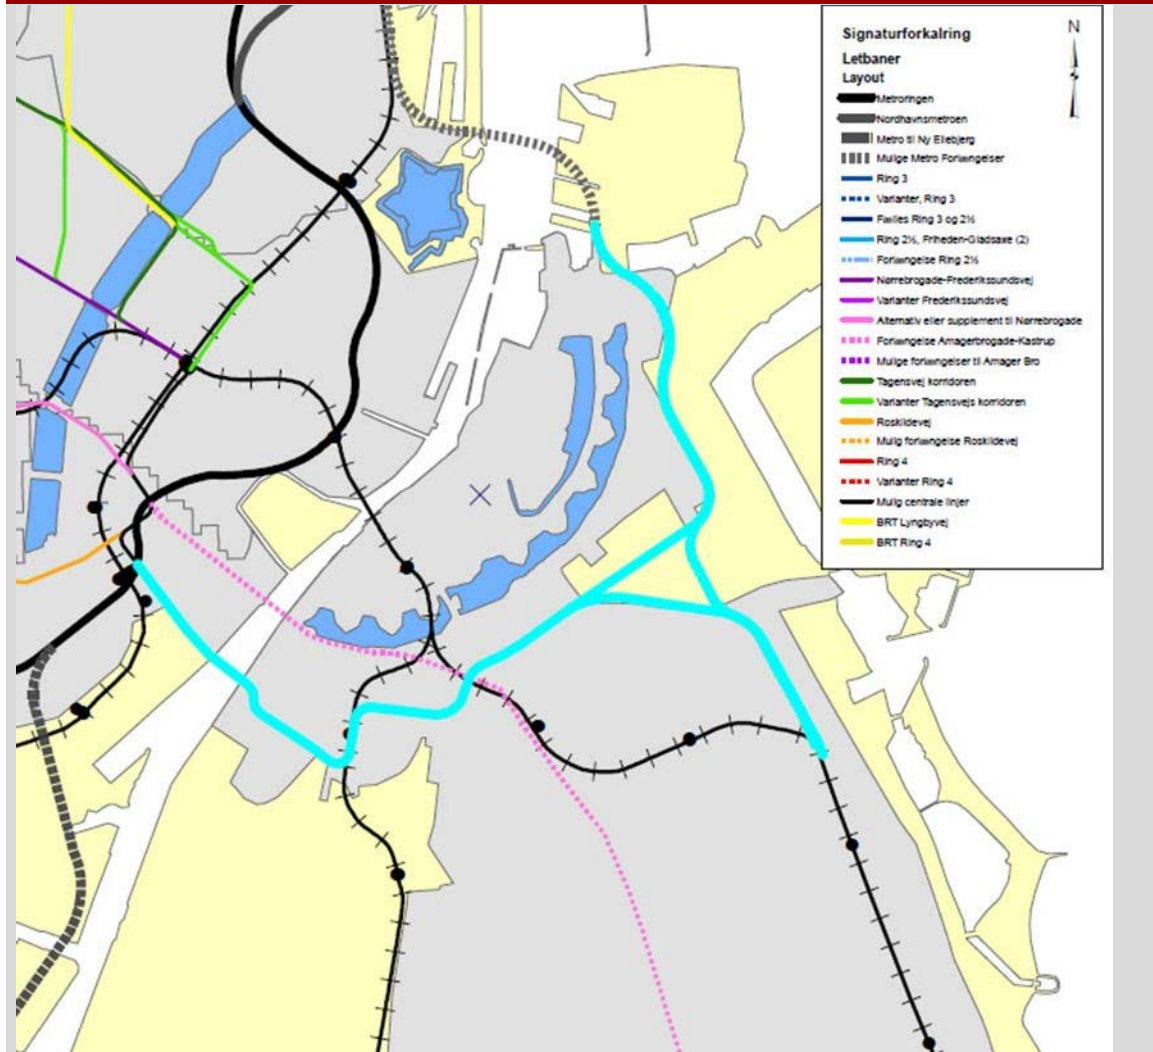 Signaturforkalring
N
Letbaner
Layout
Metroringen
Nordhavnsmetroen
Metro til Ny Ellebjerg
Mulige Metro Forlængelser
Ring 3
Varianter, Ring 3
Fælles Ring 3 og 2½
Ring 2½, Friheden-Gladsaxe (2)
Forlængelse Ring 2½
Nørrebrogade-Frederikssundsvej
Varianter Frederikssundsvej
Alternativ eller supplement til Nørrebrogade
Forlængelse Amagerbrogade-Kastrup
Mulige forlængelser til Amager Bro
Tagensvej korridoren
Varianter Tagensvejs korridoren
Roskildevej
Mulig forlængelse Roskildevej
Ring 4
Varianter Ring 4
Mulig centrale linjer
BRT Lyngbyvej
BRT Ring 4